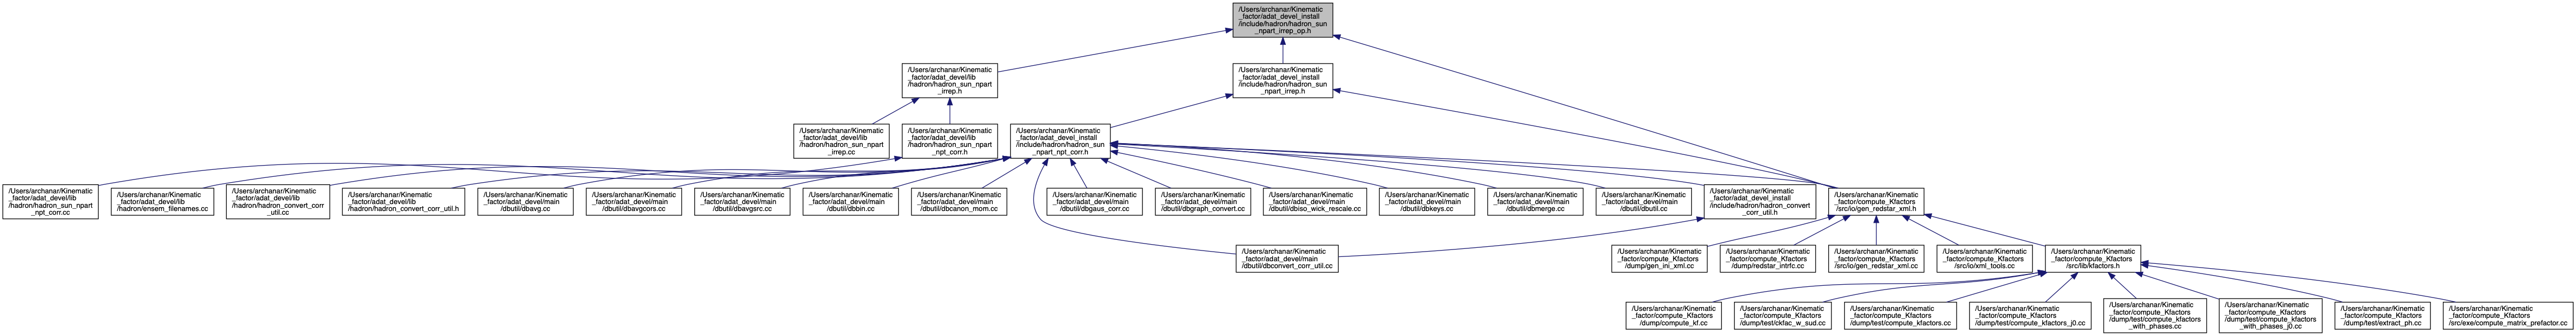 /Users/archanar/Kinematic
_factor/adat_devel_install
/include/hadron/hadron_sun
_npart_irrep_op.h
/Users/archanar/Kinematic
_factor/adat_devel/lib
/hadron/hadron_sun_npart
_irrep.h
/Users/archanar/Kinematic
_factor/adat_devel_install
/include/hadron/hadron_sun
_npart_irrep.h
/Users/archanar/Kinematic
_factor/adat_devel/lib
/hadron/hadron_sun_npart
_irrep.cc
/Users/archanar/Kinematic
_factor/adat_devel/lib
/hadron/hadron_sun_npart
_npt_corr.h
/Users/archanar/Kinematic
_factor/adat_devel_install
/include/hadron/hadron_sun
_npart_npt_corr.h
/Users/archanar/Kinematic
_factor/adat_devel/lib
/hadron/hadron_sun_npart
_npt_corr.cc
/Users/archanar/Kinematic
_factor/adat_devel/lib
/hadron/ensem_filenames.cc
/Users/archanar/Kinematic
_factor/adat_devel/lib
/hadron/hadron_convert_corr
_util.cc
/Users/archanar/Kinematic
_factor/adat_devel/lib
/hadron/hadron_convert_corr_util.h
/Users/archanar/Kinematic
_factor/adat_devel/main
/dbutil/dbavg.cc
/Users/archanar/Kinematic
_factor/adat_devel/main
/dbutil/dbavgcors.cc
/Users/archanar/Kinematic
_factor/adat_devel/main
/dbutil/dbavgsrc.cc
/Users/archanar/Kinematic
_factor/adat_devel/main
/dbutil/dbbin.cc
/Users/archanar/Kinematic
_factor/adat_devel/main
/dbutil/dbcanon_mom.cc
/Users/archanar/Kinematic
_factor/adat_devel/main
/dbutil/dbgaus_corr.cc
/Users/archanar/Kinematic
_factor/adat_devel/main
/dbutil/dbgraph_convert.cc
/Users/archanar/Kinematic
_factor/adat_devel/main
/dbutil/dbiso_wick_rescale.cc
/Users/archanar/Kinematic
_factor/adat_devel/main
/dbutil/dbkeys.cc
/Users/archanar/Kinematic
_factor/adat_devel/main
/dbutil/dbmerge.cc
/Users/archanar/Kinematic
_factor/adat_devel/main
/dbutil/dbutil.cc
/Users/archanar/Kinematic
_factor/adat_devel_install
/include/hadron/hadron_convert
_corr_util.h
/Users/archanar/Kinematic
_factor/compute_Kfactors
/src/io/gen_redstar_xml.h
/Users/archanar/Kinematic
_factor/adat_devel/main
/dbutil/dbconvert_corr_util.cc
/Users/archanar/Kinematic
_factor/compute_Kfactors
/dump/gen_ini_xml.cc
/Users/archanar/Kinematic
_factor/compute_Kfactors
/dump/redstar_intrfc.cc
/Users/archanar/Kinematic
_factor/compute_Kfactors
/src/io/gen_redstar_xml.cc
/Users/archanar/Kinematic
_factor/compute_Kfactors
/src/io/xml_tools.cc
/Users/archanar/Kinematic
_factor/compute_Kfactors
/src/lib/kfactors.h
/Users/archanar/Kinematic
_factor/compute_Kfactors
/dump/compute_kf.cc
/Users/archanar/Kinematic
_factor/compute_Kfactors
/dump/test/ckfac_w_sud.cc
/Users/archanar/Kinematic
_factor/compute_Kfactors
/dump/test/compute_kfactors.cc
/Users/archanar/Kinematic
_factor/compute_Kfactors
/dump/test/compute_kfactors_j0.cc
/Users/archanar/Kinematic
_factor/compute_Kfactors
/dump/test/compute_kfactors
_with_phases.cc
/Users/archanar/Kinematic
_factor/compute_Kfactors
/dump/test/compute_kfactors
_with_phases_j0.cc
/Users/archanar/Kinematic
_factor/compute_Kfactors
/dump/test/extract_ph.cc
/Users/archanar/Kinematic
_factor/compute_Kfactors
/src/exe/compute_matrix_prefactor.cc